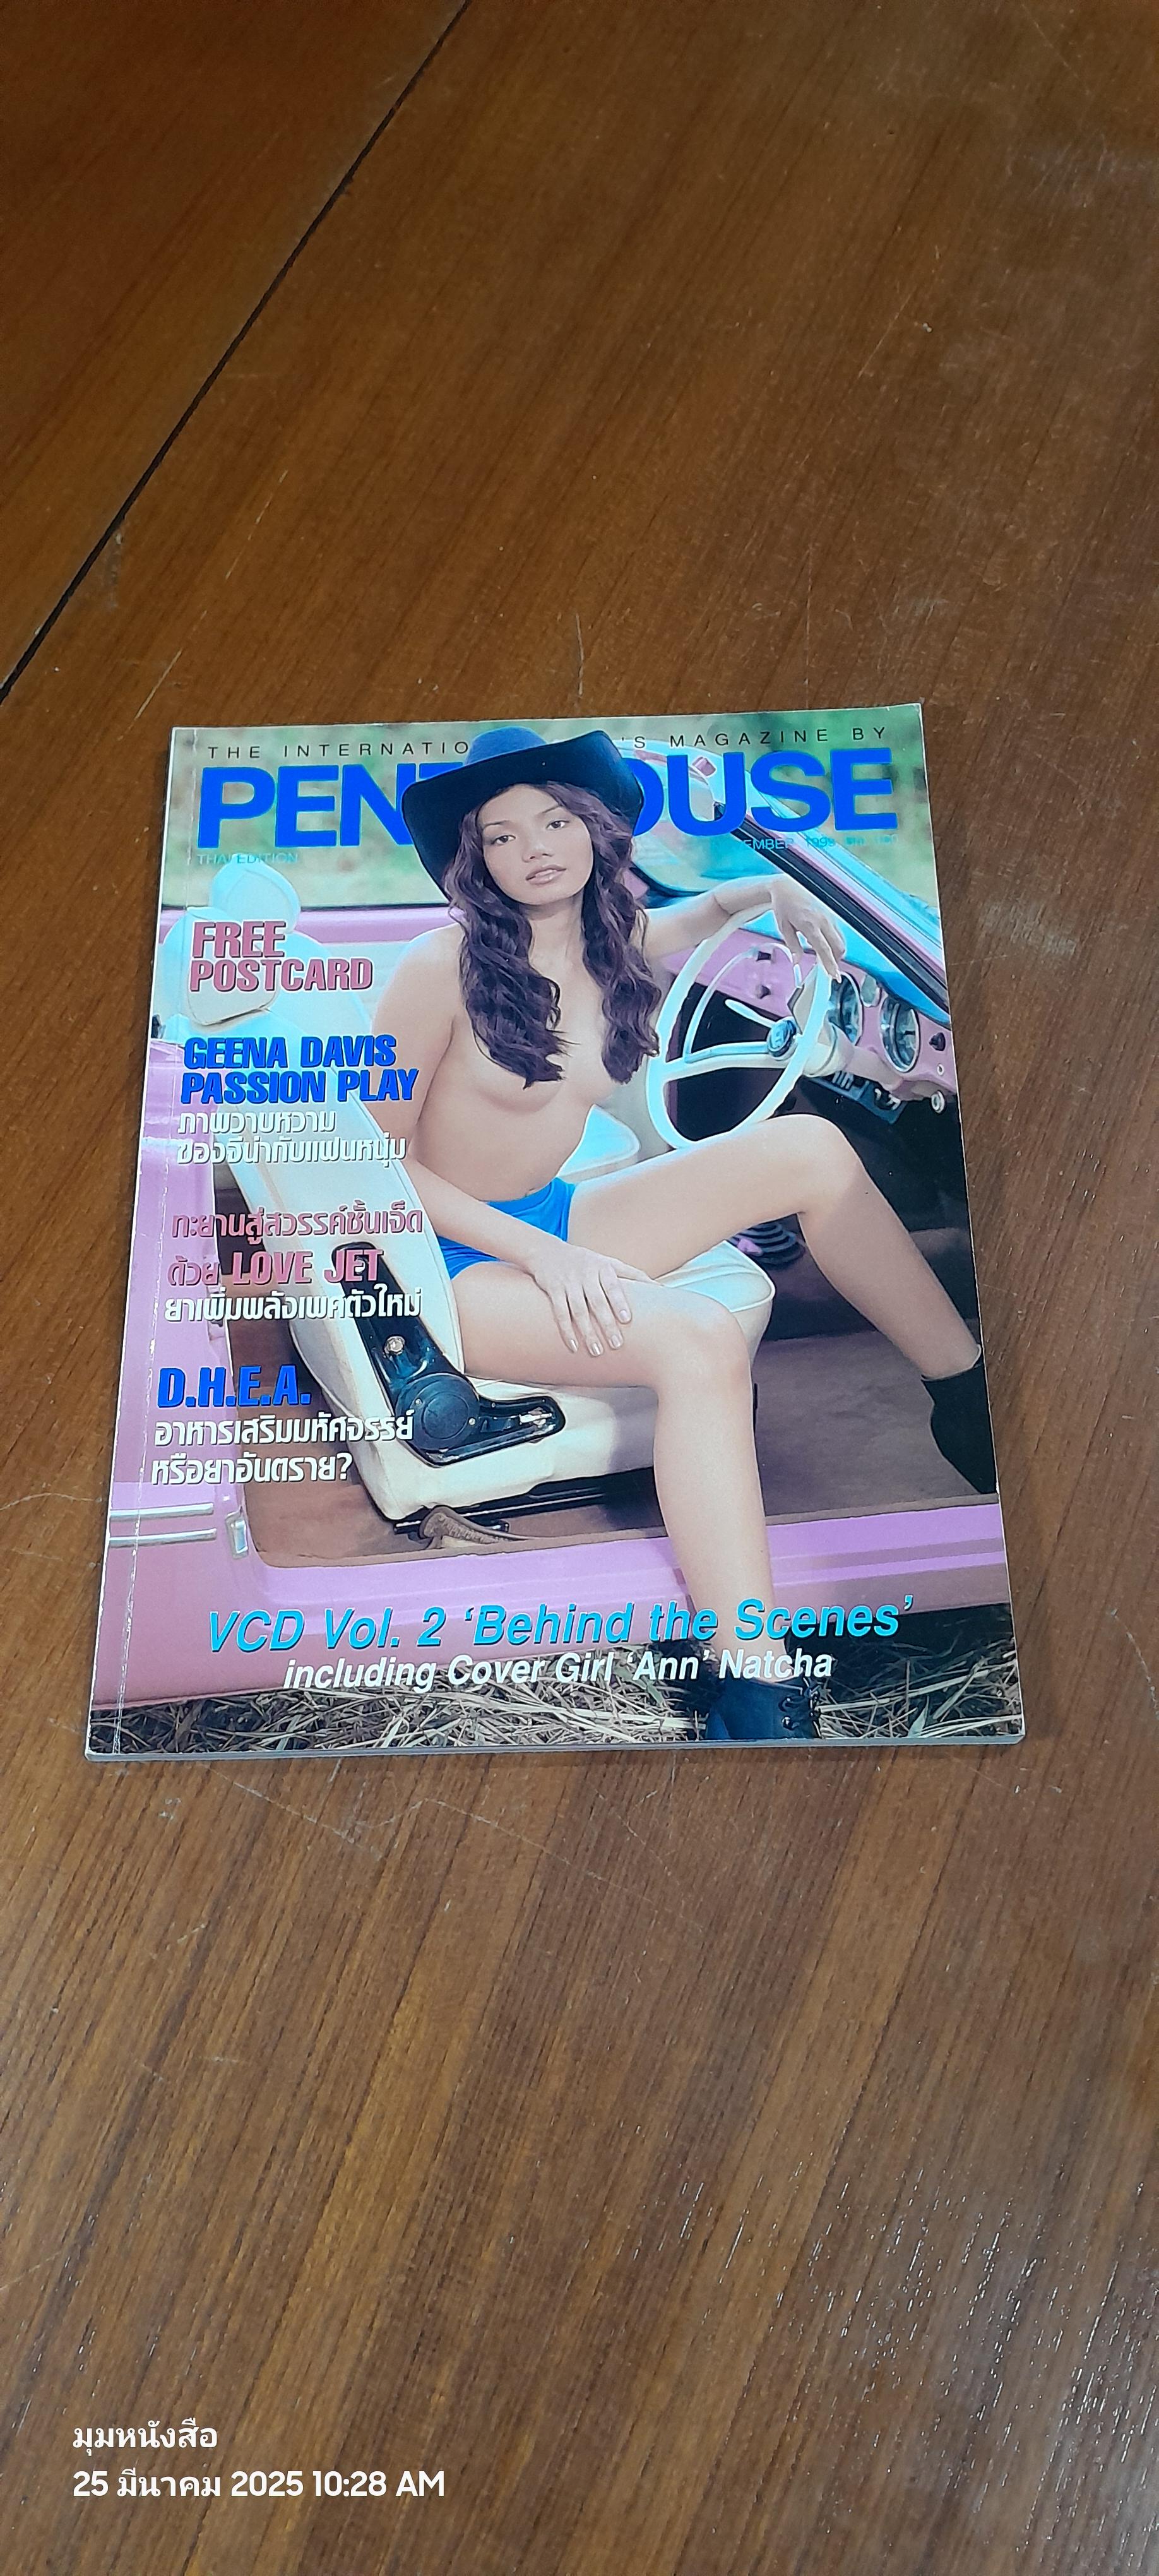 THE INTERNATIO 'S MAGAZINE BY
PENT OUSE
THAI EDITION EMBER 1999
FREE
POSTCARD
GEENA DAVIS
PASSION PLAY
ภาพวาบหวาม
ของจีน่ากับแฟนหนุ่ม
ทะยานสู่สวรรค์ชั้นเจ็ด
ด้วย LOVE JET
ยาเพิ่มพลังเพศตัวใหม่
D.H.E.A.
อาหารเสริมมหัศจรรย์
หรือยาอันตราย?
VCD Vol. 2 'Behind the Scenes'
including Cover Girl 'Ann' Natcha
มุมหนังสือ
25 มีนาคม 2025 10:28 AM